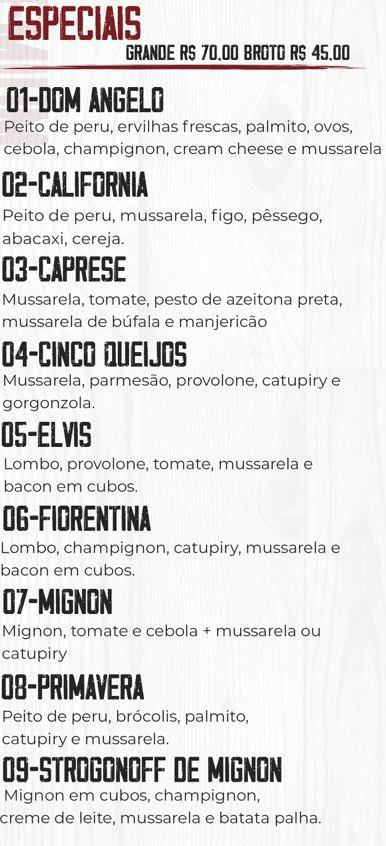 ESPECIAIS
GRANDE R$ 70,00 BROTO R$ 45,00
01-DOM ANGELO
Peito de peru, ervilhas frescas, palmito, ovos,
cebola, champignon, cream cheese e mussarela
02-CALIFORNIA
Peito de peru, mussarela, figo, pêssego,
abacaxi, cereja.
03-CAPRESE
Mussarela, tomate, pesto de azeitona preta,
mussarela de búfala e manjericão
04-CINCO QUEIJOS
Mussarela, parmesão, provolone, catupiry e
gorgonzola.
05-ELVIS
Lombo, provolone, tomate, mussarela e
bacon em cubos.
06-FIORENTINA
Lombo, champignon, catupiry, mussarela e
bacon em cubos.
07-MIGNON
Mignon, tomate e cebola + mussarela ou
catupiry
08-PRIMAVERA
Peito de peru, brócolis, palmito,
catupiry e mussarela.
09-STROGONOFF DE MIGNON
Mignon em cubos, champignon,
creme de leite, mussarela e batata palha.